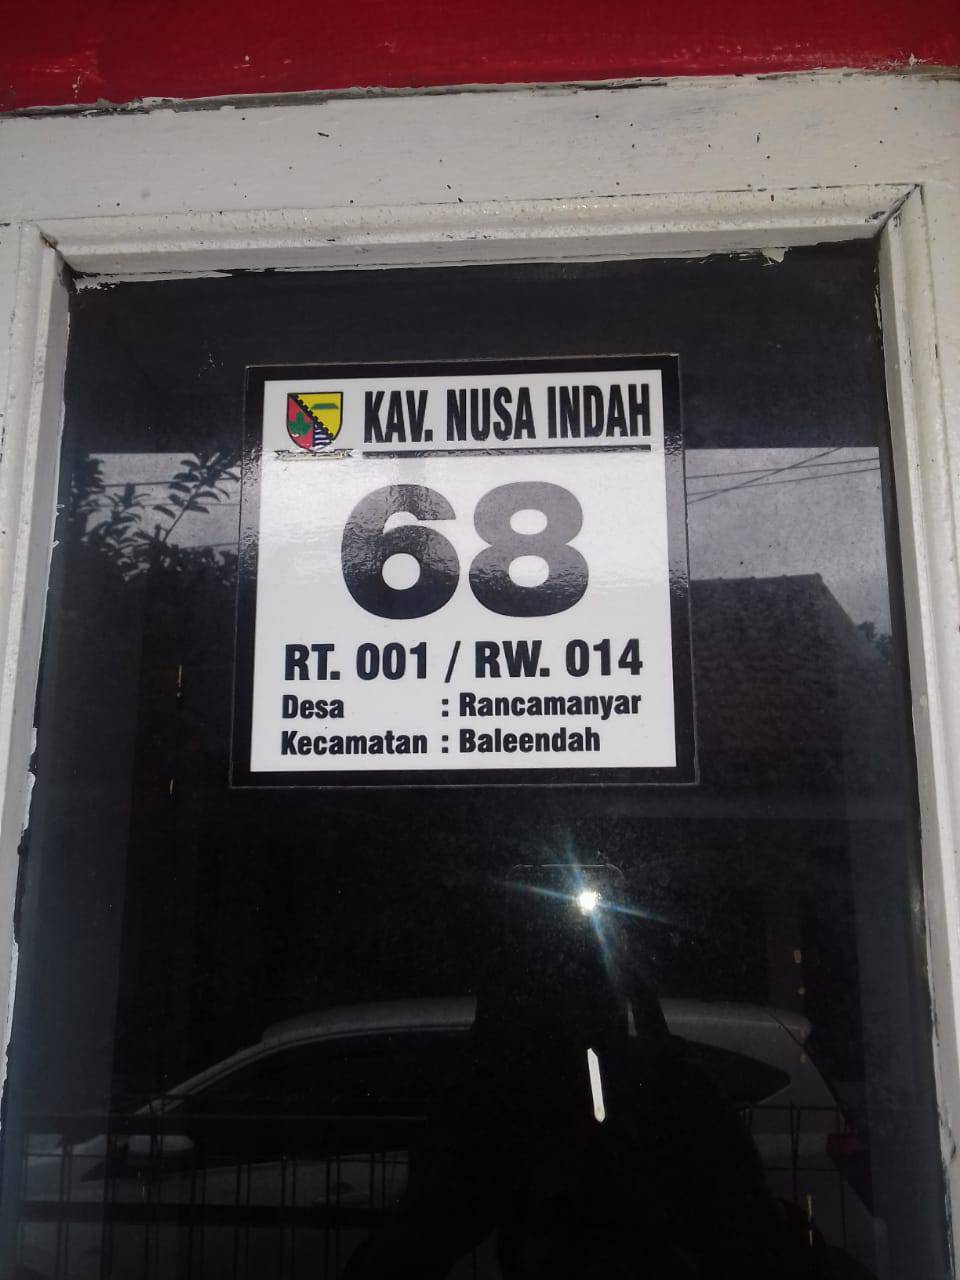 KAV. NUSA INDAH
68
RT. 001 / RW. 014
Desa : Rancamanyar
Kecamatan : Baleendah